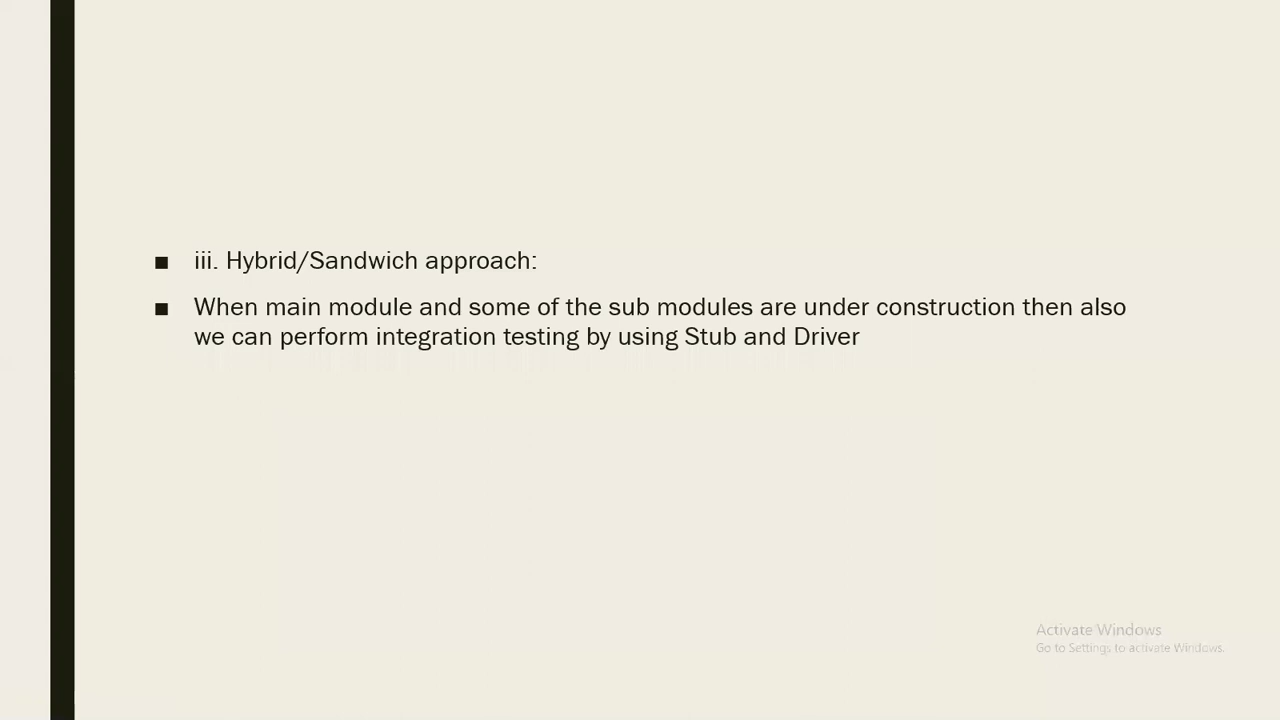 ■ iii. Hybrid/Sandwich approach:
■ When main module and some of the sub modules are under construction then also
we can perform integration testing by using Stub and Driver
Activate Windows
Go to Settings to activate Windows.